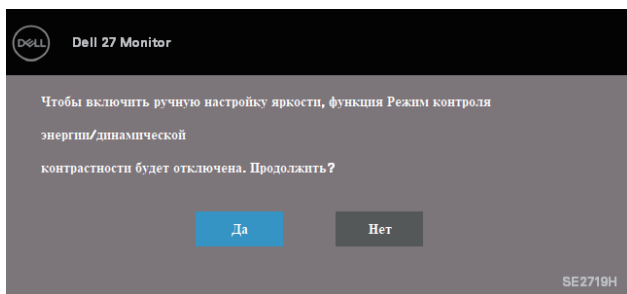 DELL
Dell 27 Monitor
Чтобы включить ручную настройку яркости, функция Режим контроля
энергии/динамической
контрастности будет отключена. Продолжить?
Да
Нет
SE2719H